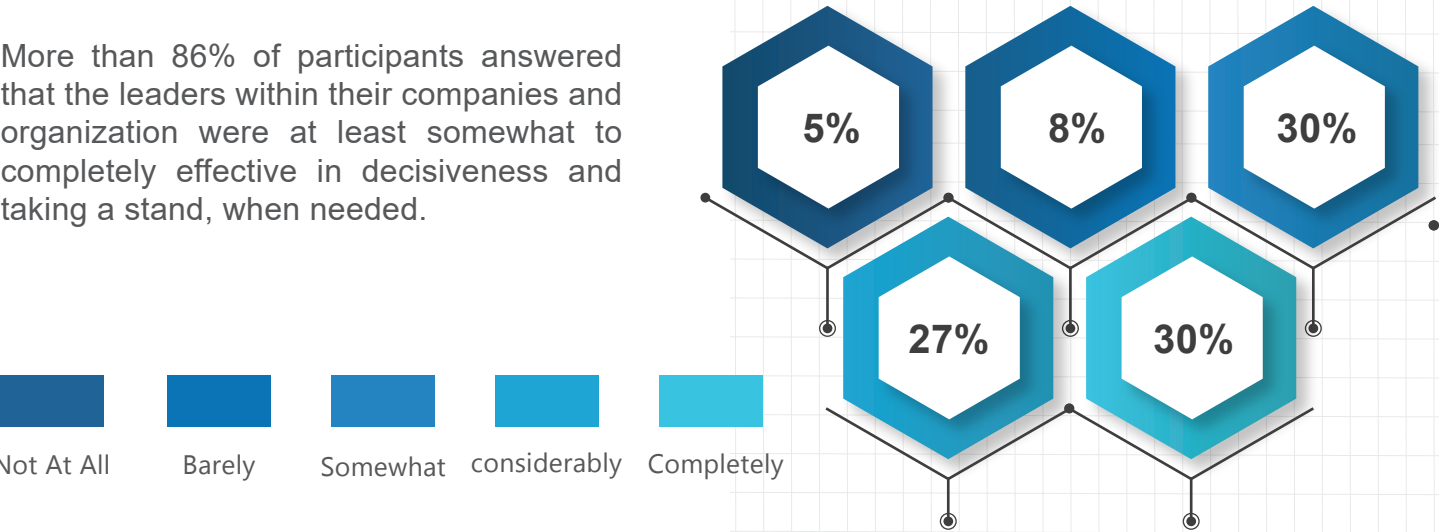 More than 86% of participants answered
that the leaders within their companies and
organization were at least somewhat to
completely effective in decisiveness and
taking a stand, when needed.
5%
8%
30%
27%
30%
Not At All
Barely
Somewhat
considerably
Completely